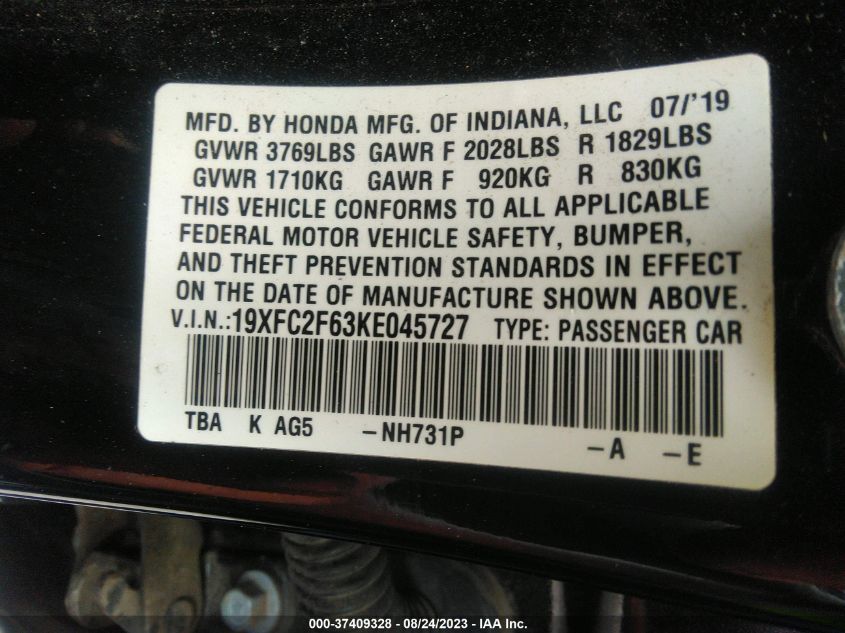 MFD. BY HONDA MFG. OF INDIANA, LLC 07/'19
GVWR 3769LBS GAWR F 2028LBS R 1829LBS
GVWR 1710KG GAWR F 920KG R 830KG
THIS VEHICLE CONFORMS TO ALL APPLICABLE
FEDERAL MOTOR VEHICLE SAFETY, BUMPER,
AND THEFT PREVENTION STANDARDS IN EFFECT
ON THE DATE OF MANUFACTURE SHOWN ABOVE.
V.I.N.:19XFC2F63KE045727 TYPE: PASSENGER CAR
TBA K AG5 -NH731P -A -E
000-37409328 - 08/24/2023 - IAA Inc.